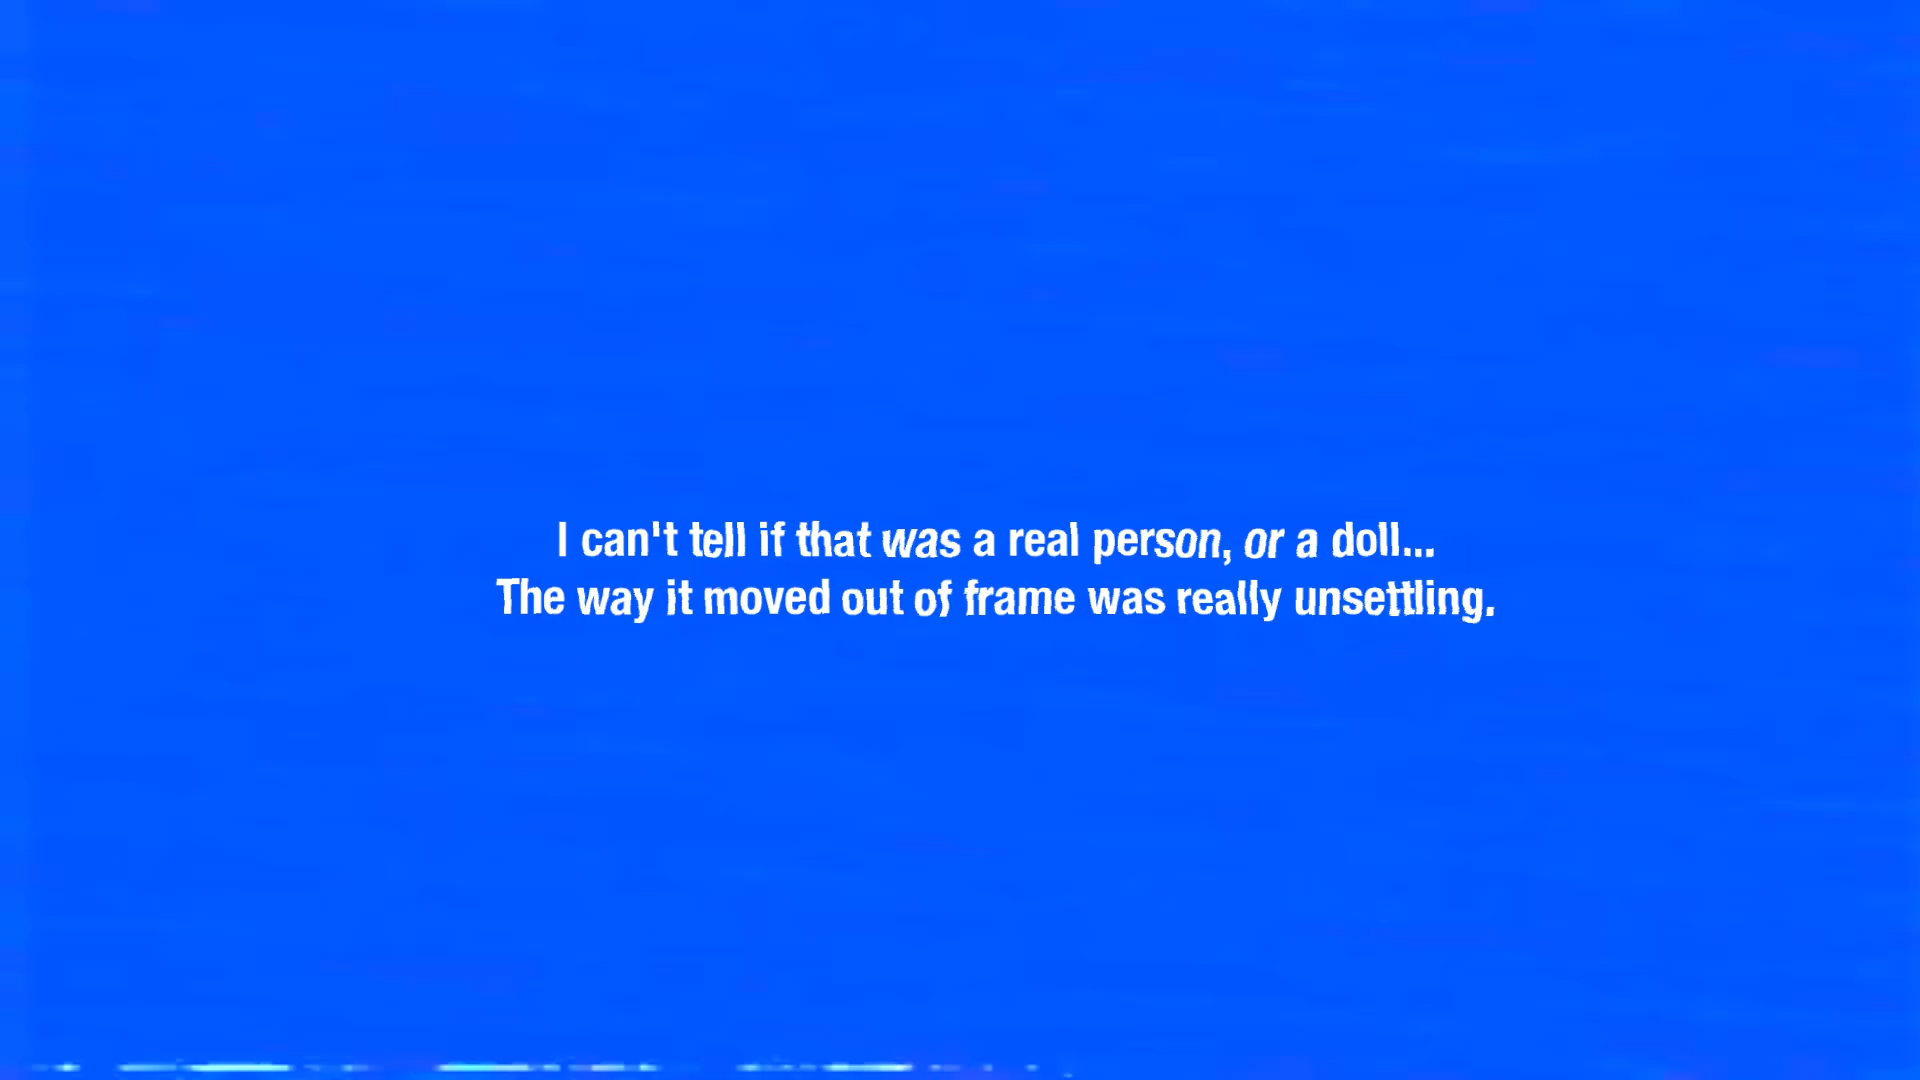 I can't tell if that was a real person, or a doll...
The way it moved out of frame was really unsettling.